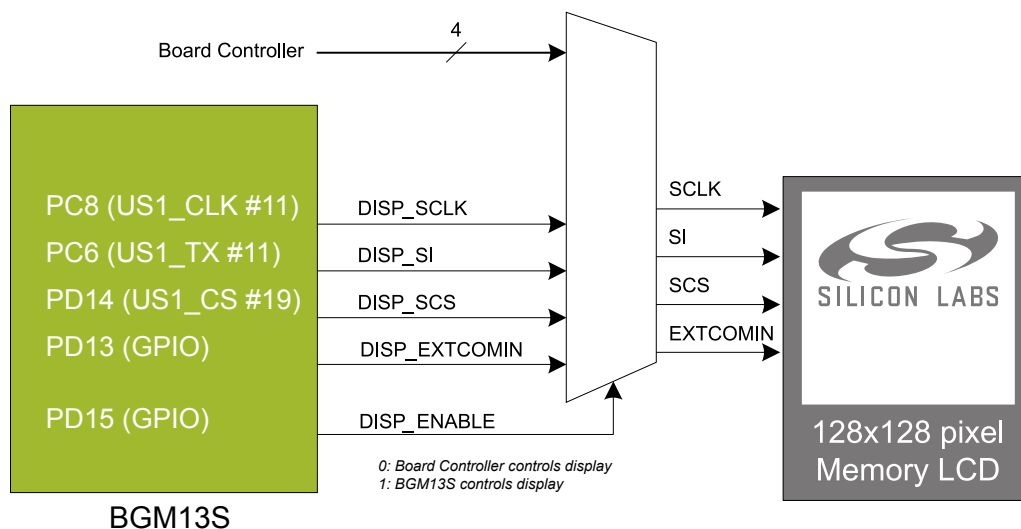 4
Board Controller
PC8 (US1_CLK #11)
DISP_SCLK
SCLK
PC6 (US1_TX #11)
DISP_SI
SI
PD14 (US1_CS #19)
DISP_SCS
SCS
PD13 (GPIO)
DISP_EXTCOMIN
EXTCOMIN
PD15 (GPIO)
DISP_ENABLE
0: Board Controller controls display
1: BGM13S controls display
BGM13S
SILICON LABS
128x128 pixel
Memory LCD